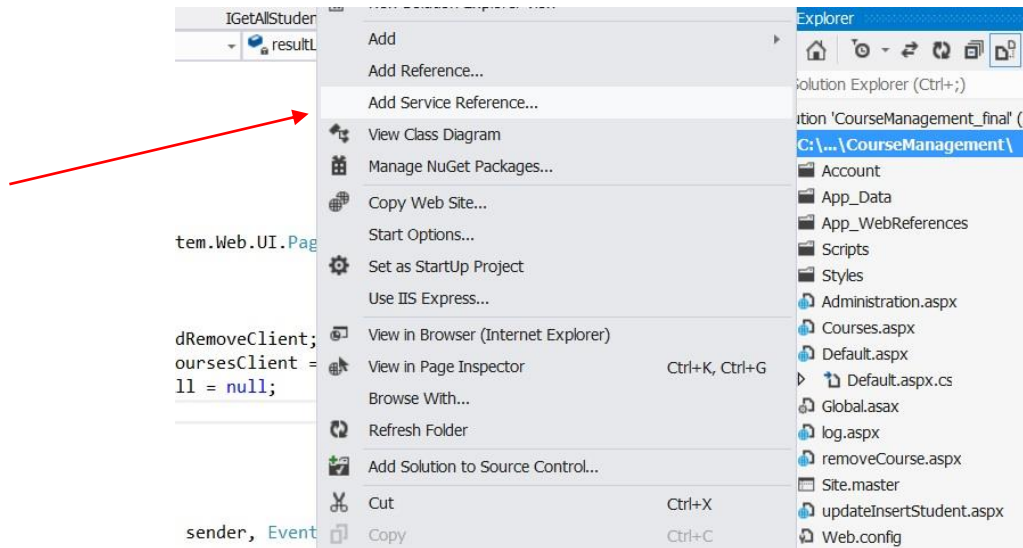 IGetAllStuden
resultL
Add
Add Reference...
Add Service Reference...
View Class Diagram
Manage NuGet Packages...
Copy Web Site...
Start Options...
Set as StartUp Project
Use IIS Express...
View in Browser (Internet Explorer)
View in Page Inspector Ctrl+K, Ctrl+G
Browse With...
Refresh Folder
Add Solution to Source Control...
Cut Ctrl+X
Copy Ctrl+C
tem.Web.UI.Pag
dRemoveClient;
oursesClient =
ll = null;
sender, Event
Explorer
Solution Explorer (Ctrl+;)
ution 'CourseManagement_final' (
C:\...\CourseManagement\
Account
App_Data
App_WebReferences
Scripts
Styles
Administration.aspx
Courses.aspx
Default.aspx
Default.aspx.cs
Global.asax
log.aspx
removeCourse.aspx
Site.master
updateInsertStudent.aspx
Web.config